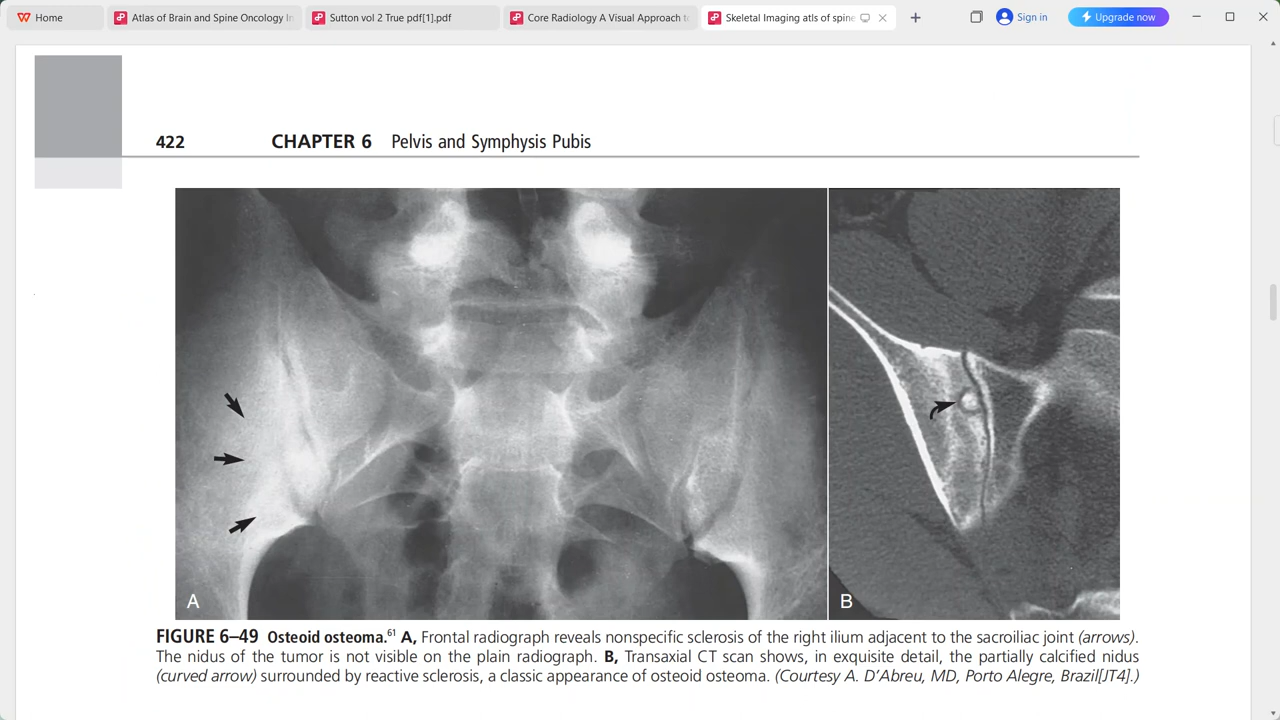 Home
Atlas of Brain and Spine Oncology
Sutton vol 2 True pdf[1].pdf
Core Radiology A Visual Approach
Skeletal Imaging atls of spine
Sign in
Upgrade now
422 CHAPTER 6 Pelvis and Symphysis Pubis
A
B
FIGURE 6–49 Osteoid osteoma.61 A, Frontal radiograph reveals nonspecific sclerosis of the right ilium adjacent to the sacroiliac joint (arrows).
The nidus of the tumor is not visible on the plain radiograph. B, Transaxial CT scan shows, in exquisite detail, the partially calcified nidus
(curved arrow) surrounded by reactive sclerosis, a classic appearance of osteoid osteoma. (Courtesy A. D’Abreu, MD, Porto Alegre, Brazil[JT4].)